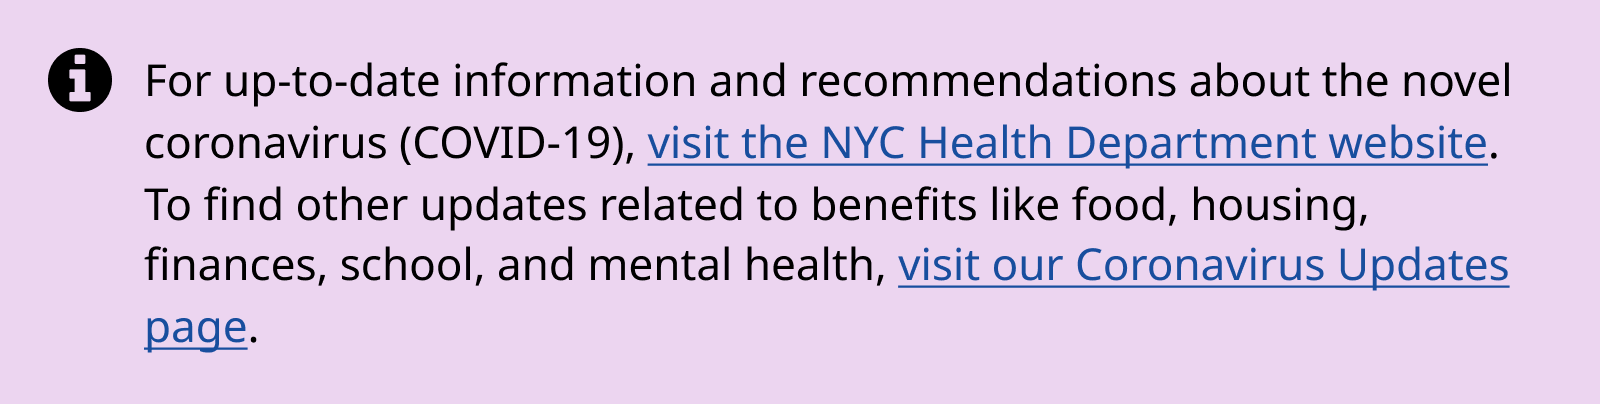 For up-to-date information and recommendations about the novel
coronavirus (COVID-19), visit the NYC Health Department website.
To find other updates related to benefits like food, housing,
finances, school, and mental health, visit our Coronavirus Updates
page.